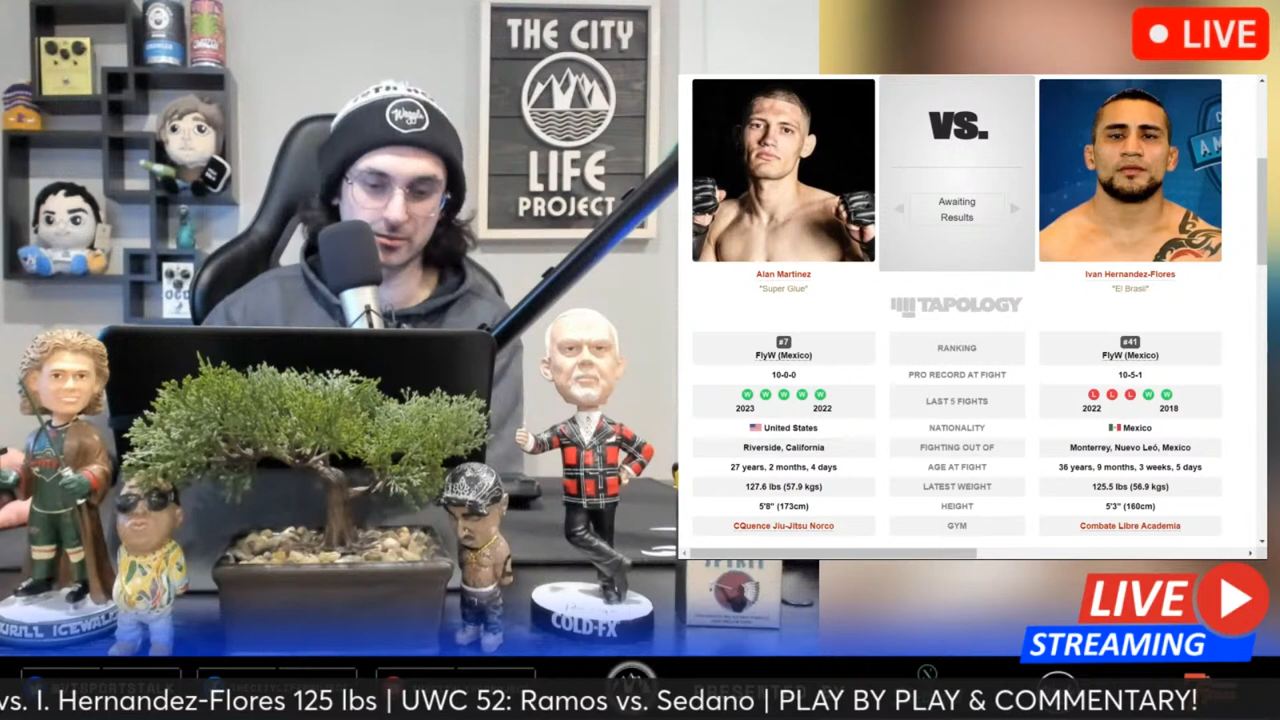 LIVE
THE CITY
LIFE
PROJECT
Waggle
VS.
Awaiting
Results
Alan Martinez
"Super Glue"
Ivan Hernandez-Flores
"El Brasil"
TAPOLOGY
#7
FlyW (Mexico)
RANKING
#41
FlyW (Mexico)
10-0-0
PRO RECORD AT FIGHT
10-5-1
W W W W W
2023 2022
LAST 5 FIGHTS
L L L W W
2022 2018
United States
NATIONALITY
Mexico
Riverside, California
FIGHTING OUT OF
Monterrey, Nuevo Leó, Mexico
27 years, 2 months, 4 days
AGE AT FIGHT
36 years, 9 months, 3 weeks, 5 days
127.6 lbs (57.9 kgs)
LATEST WEIGHT
125.5 lbs (56.9 kgs)
5'8" (173cm)
HEIGHT
5'3" (160cm)
CQuence Jiu-Jitsu Norco
GYM
Combate Libre Academia
SPIRIT
COLD-FX
LIVE
STREAMING
vs. I. Hernandez-Flores 125 lbs | UWC 52: Ramos vs. Sedano | PLAY BY PLAY & COMMENTARY!